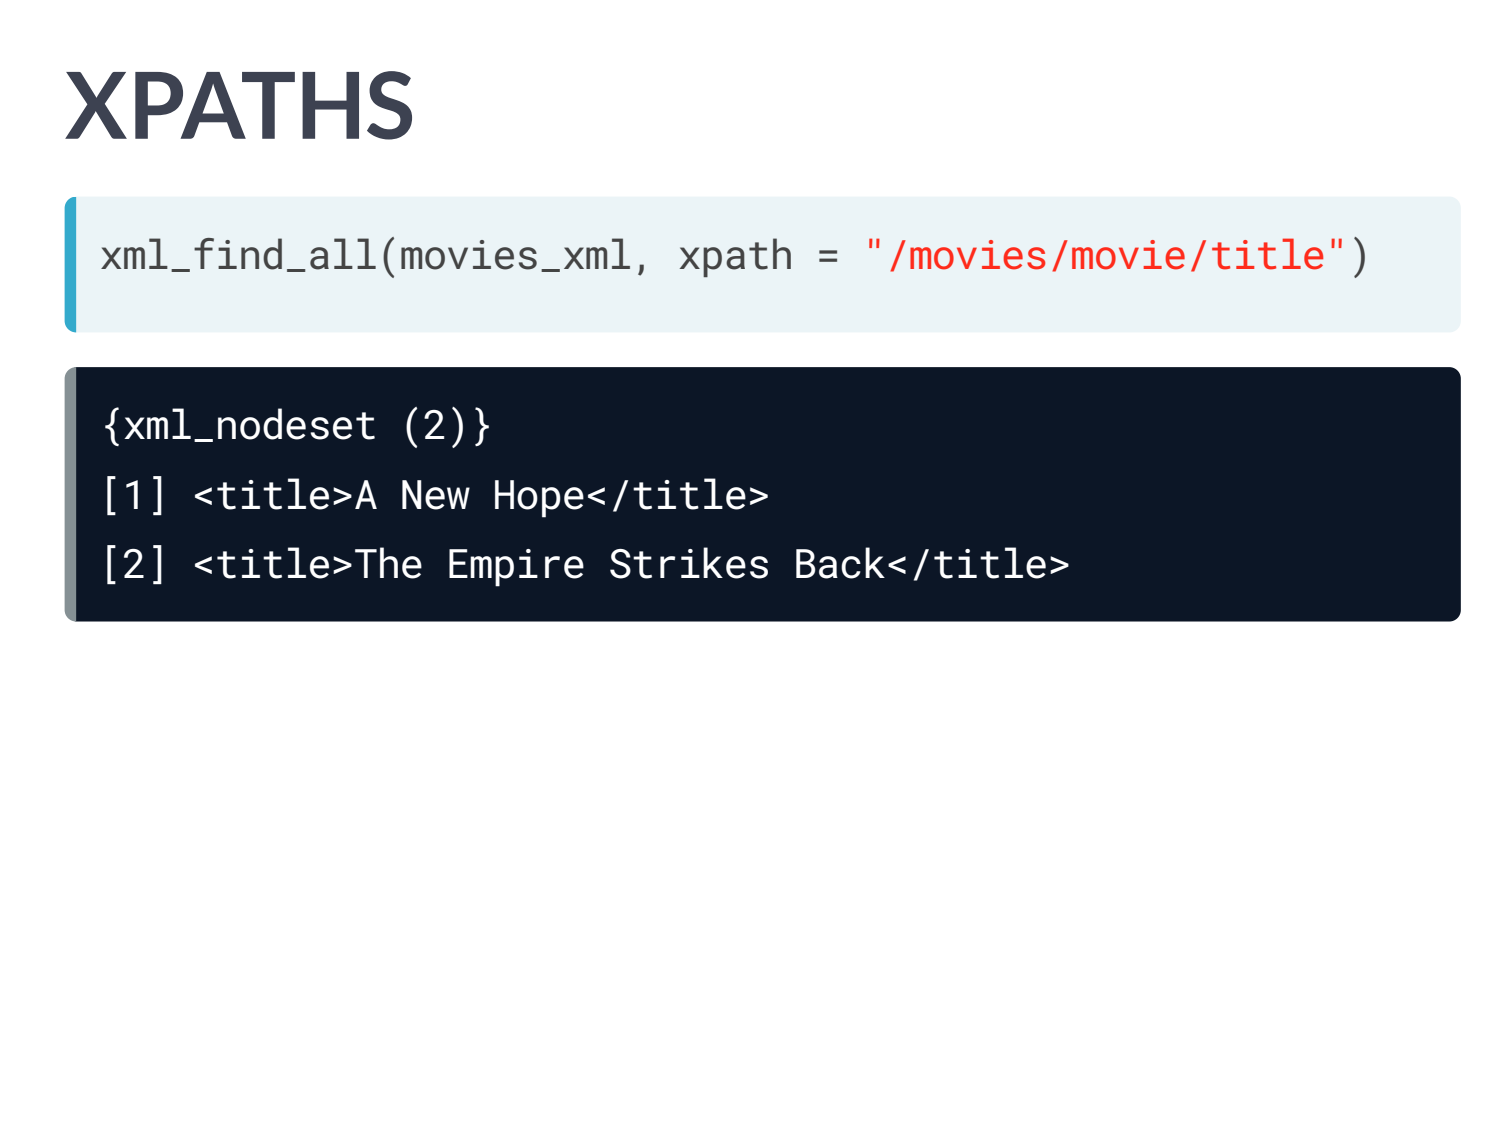 XPATHS
xml_find_all(movies_xml, xpath = "/movies/movie/title")
{xml_nodeset (2)}
[1] <title>A New Hope</title>
[2] <title>The Empire Strikes Back</title>